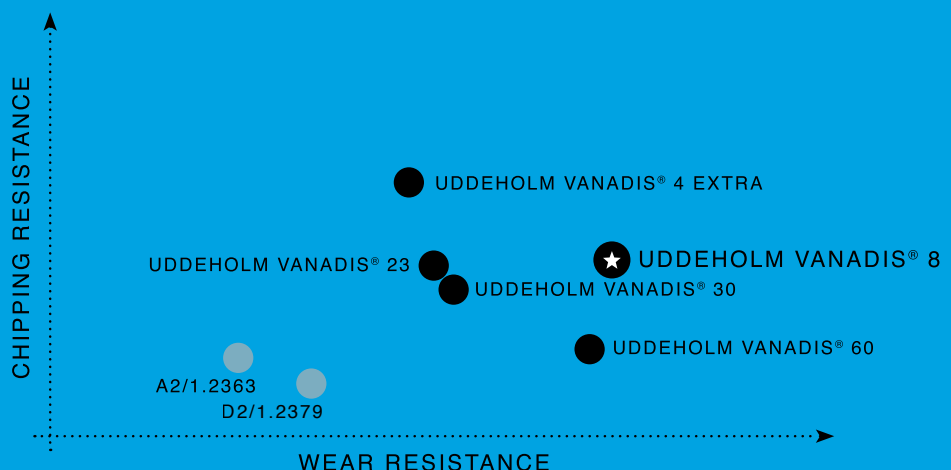 CHIPPING RESISTANCE
UDDEHOLM VANADIS® 4 EXTRA
UDDEHOLM VANADIS® 23
UDDEHOLM VANADIS® 8
UDDEHOLM VANADIS® 30
UDDEHOLM VANADIS® 60
A2/1.2363
D2/1.2379
WEAR RESISTANCE